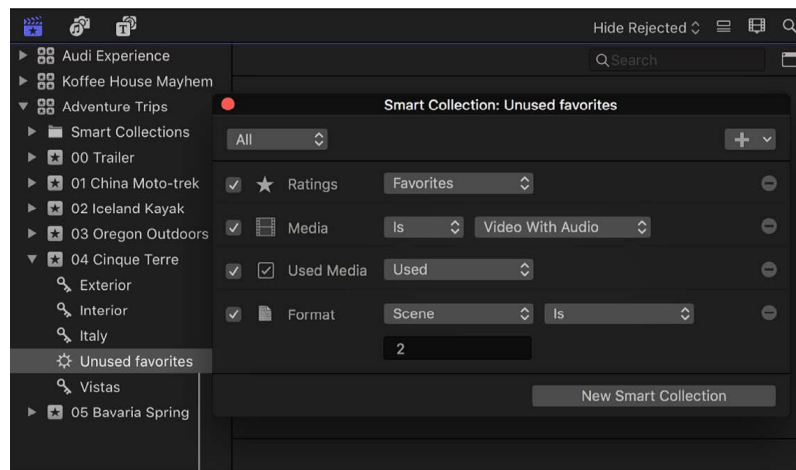 Hide Rejected
Audi Experience
Search
Koffee House Mayhem
Adventure Trips
Smart Collection: Unused favorites
Smart Collections
All
00 Trailer
01 China Moto-trek
Ratings Favorites
02 Iceland Kayak
03 Oregon Outdoors
Media Is Video With Audio
04 Cinque Terre
Used Media Used
Exterior
Interior
Format Scene Is
Italy
2
Unused favorites
Vistas
New Smart Collection
05 Bavaria Spring